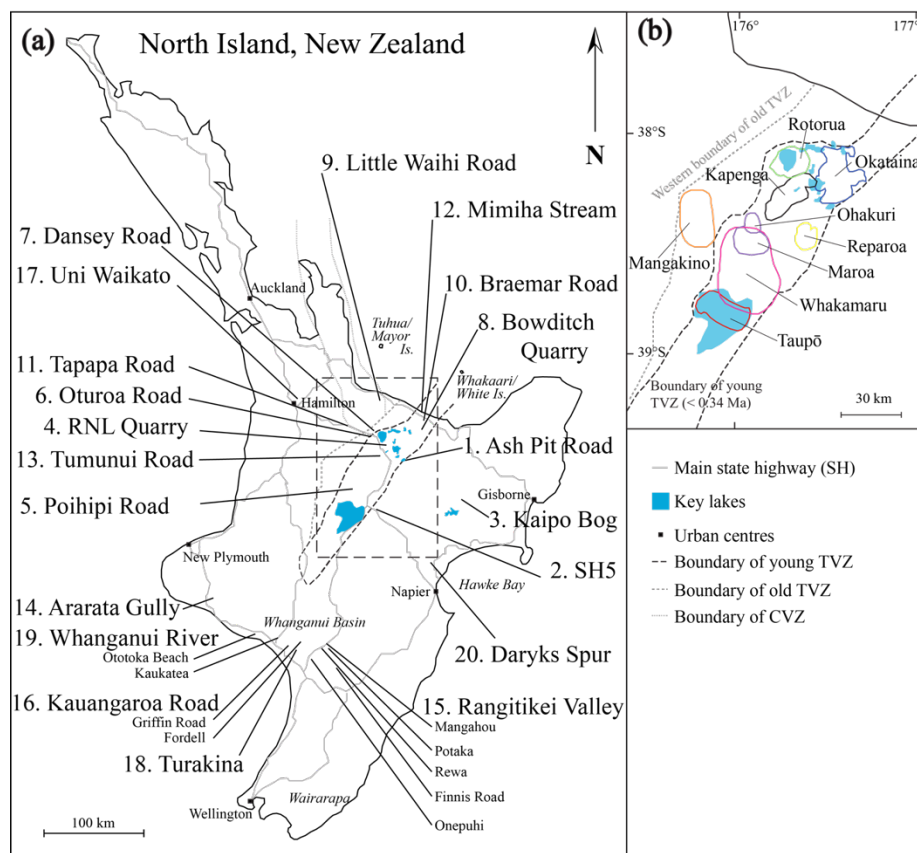 (a)
North Island, New Zealand
N
9. Little Waihi Road
12. Mimiha Stream
7. Dansey Road
17. Uni Waikato
10. Braemar Road
Auckland
8. Bowditch
Quarry
Tuhua/
Mayor
Is.
11. Tapapa Road
Whakaari/
White Is.
6. Oturoa Road
Hamilton
4. RNL Quarry
1. Ash Pit Road
13. Tumunui Road
Gisborne
5. Poihipi Road
3. Kaipo Bog
New Plymouth
2. SH5
Napier
Hawke Bay
14. Ararata Gully
Whanganui Basin
19. Whanganui River
Ototoka Beach
Kaukatea
20. Daryks Spur
16. Kauangaroa Road
Griffin Road
Fordell
15. Rangitikei Valley
Mangahou
Potaka
18. Turakina
Rewa
Finnis Road
Wellington
Wairarapa
Onepuhi
100 km
(b)
176°
177°
38°S
Western boundary of old TVZ
Rotorua
Okataina
Kapenga
Ohakuri
Mangakino
Reparoa
Maroa
Whakamaru
Taupō
39°S
Boundary of young
TVZ (< 0.34 Ma)
30 km
Main state highway (SH)
Key lakes
Urban centres
Boundary of young TVZ
Boundary of old TVZ
Boundary of CVZ